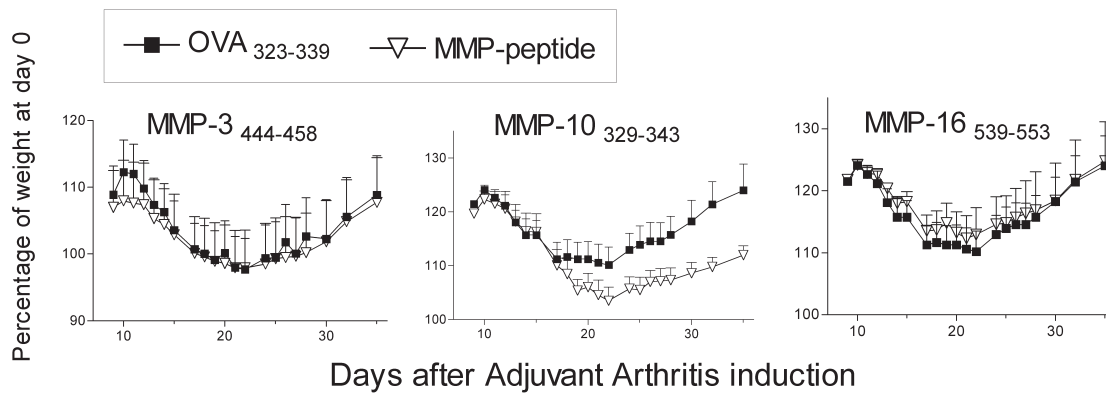 OVA 323-339 MMP-peptide
Percentage of weight at day 0
MMP-3 444-458
120
110
100
90
10 20 30
MMP-10 329-343
130
120
110
100
10 20 30
MMP-16 539-553
130
120
110
100
10 20 30
Days after Adjuvant Arthritis induction